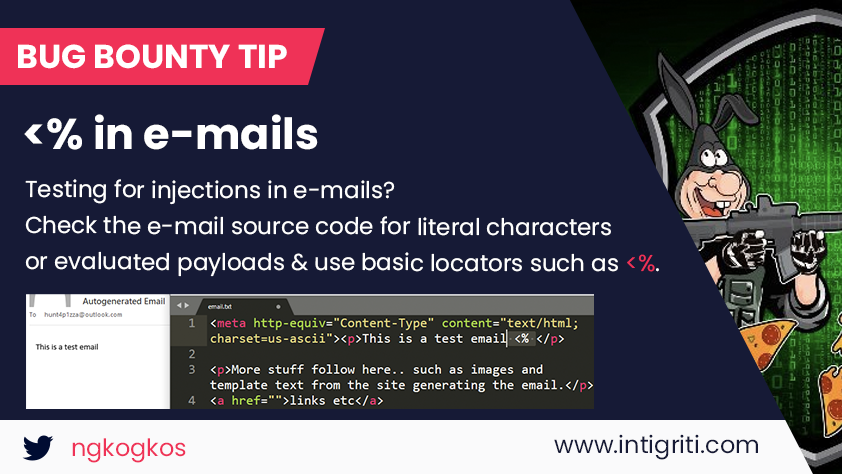 BUG BOUNTY TIP
<% in e-mails
Testing for injections in e-mails?
Check the e-mail source code for literal characters
or evaluated payloads & use basic locators such as <%.
Autogenerated Email
To hunt4p1zza@outlook.com
This is a test email
email.txt
1 <meta http-equiv="Content-Type" content="text/html;
charset=us-ascii"><p>This is a test email <% </p>
2
3 <p>More stuff follow here.. such as images and
template text from the site generating the email.</p>
4 <a href="">links etc</a>
ngkogkos
www.intigriti.com